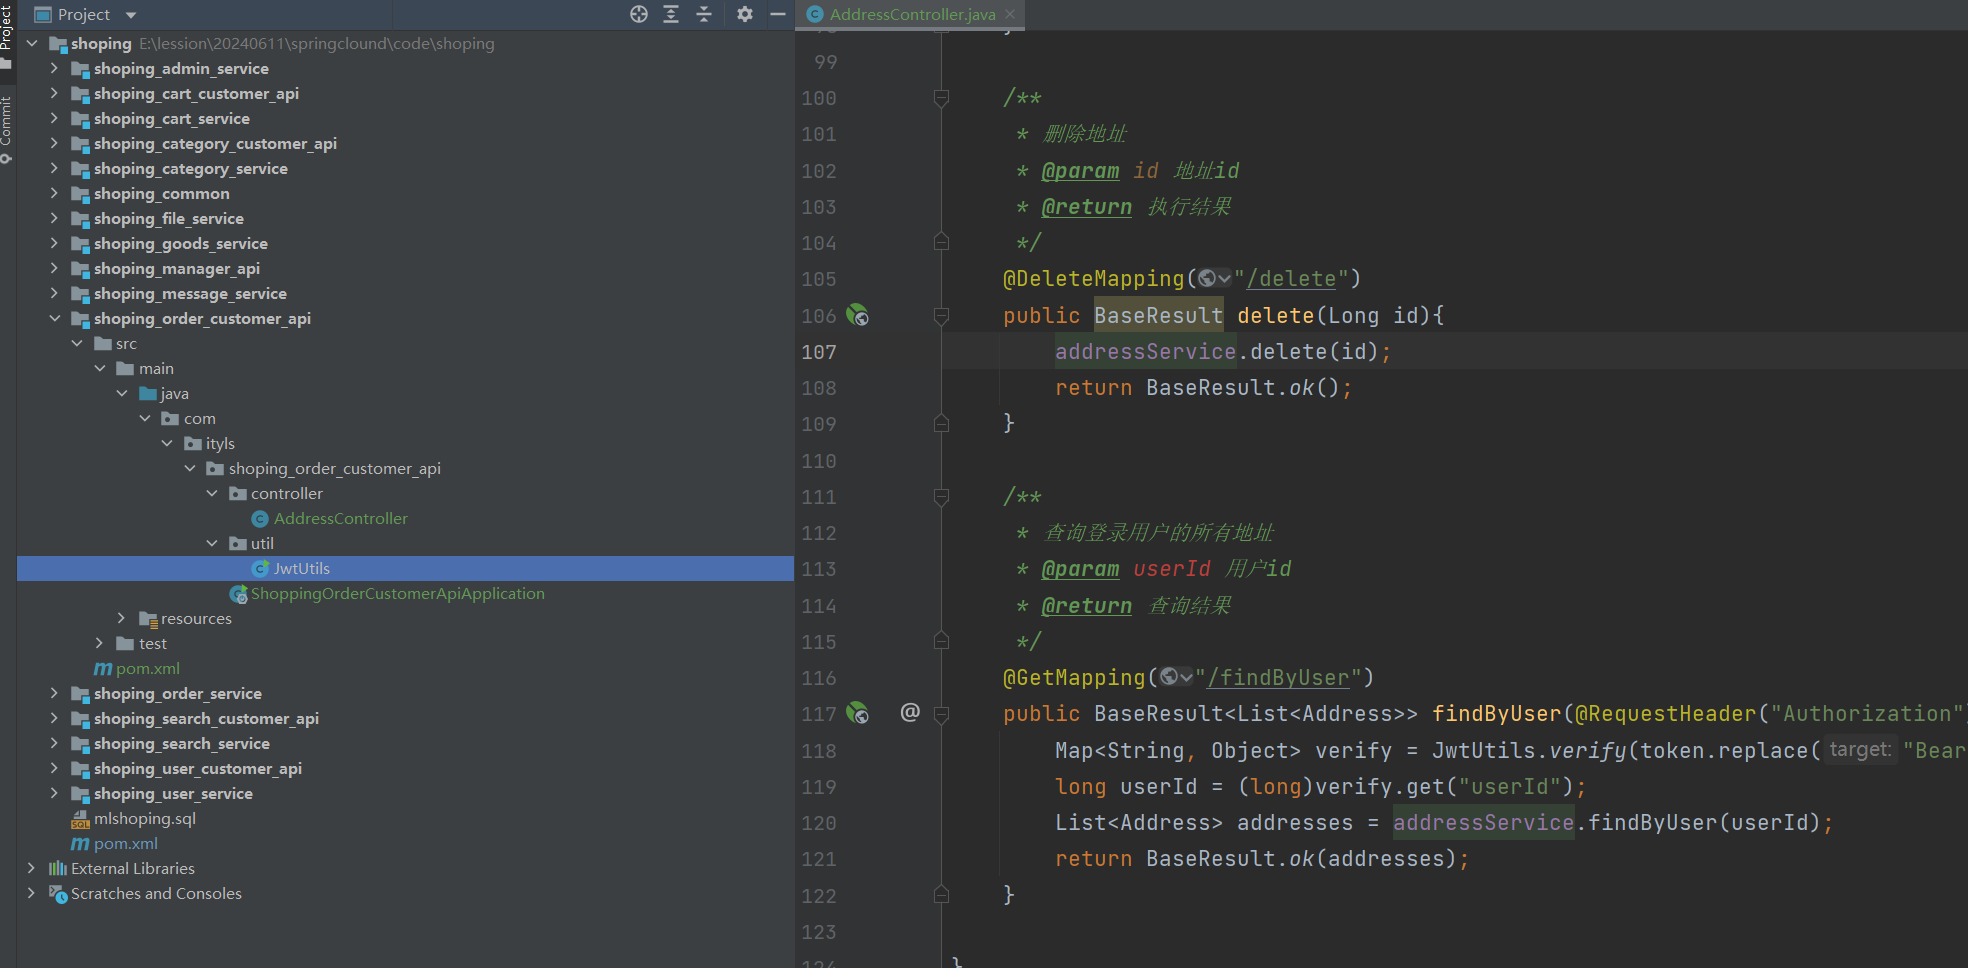 Project
Commit
Project
shoping E:\lession\20240611\springclound\code\shoping
shoping_admin_service
shoping_cart_customer_api
shoping_cart_service
shoping_category_customer_api
shoping_category_service
shoping_common
shoping_file_service
shoping_goods_service
shoping_manager_api
shoping_message_service
shoping_order_customer_api
src
main
java
com
ityls
shoping_order_customer_api
controller
AddressController
util
JwtUtils
ShoppingOrderCustomerApiApplication
resources
test
pom.xml
shoping_order_service
shoping_search_customer_api
shoping_search_service
shoping_user_customer_api
shoping_user_service
mlshoping.sql
pom.xml
External Libraries
Scratches and Consoles
AddressController.java
99
100 /**
101 * 删除地址
102 * @param id 地址id
103 * @return 执行结果
104 */
105 @DeleteMapping("/delete")
106 public BaseResult delete(Long id){
107 addressService.delete(id);
108 return BaseResult.ok();
109 }
110
111 /**
112 * 查询登录用户的所有地址
113 * @param userId 用户id
114 * @return 查询结果
115 */
116 @GetMapping("/findByUser")
117 @ public BaseResult<List<Address>> findByUser(@RequestHeader("Authorization")
118 Map<String, Object> verify = JwtUtils.verify(token.replace( target: "Bear
119 long userId = (long)verify.get("userId");
120 List<Address> addresses = addressService.findByUser(userId);
121 return BaseResult.ok(addresses);
122 }
123
124 }